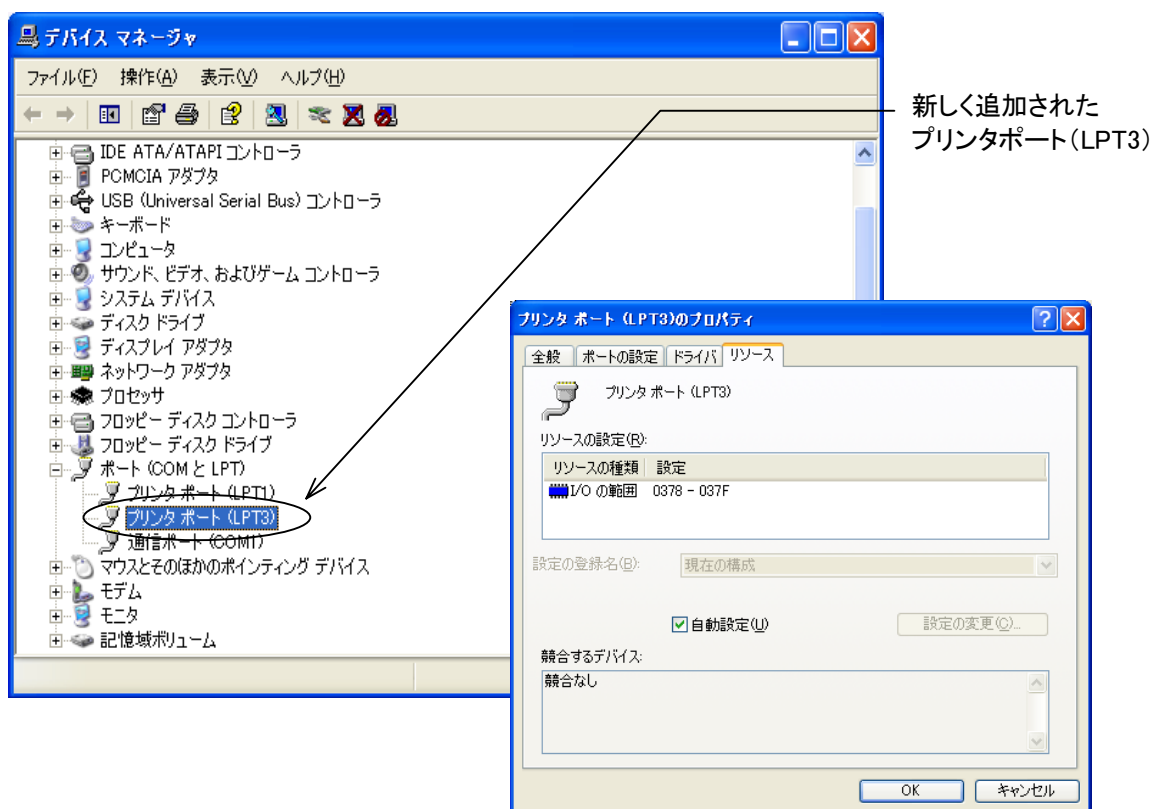 デバイス マネージャ
ファイル(F) 操作(A) 表示(V) ヘルプ(H)
IDE ATA/ATAPI コントローラ
PCMCIA アダプタ
USB (Universal Serial Bus) コントローラ
キーボード
コンピュータ
サウンド、ビデオ、およびゲーム コントローラ
システム デバイス
ディスク ドライブ
ディスプレイ アダプタ
ネットワーク アダプタ
プロセッサ
フロッピー ディスク コントローラ
フロッピー ディスク ドライブ
ポート (COM と LPT)
プリンタ ポート (LPT1)
プリンタ ポート (LPT3)
通信ポート (COM1)
マウスとそのほかのポインティング デバイス
モデム
モニタ
記憶域ボリューム
新しく追加された
プリンタポート(LPT3)
プリンタ ポート (LPT3)のプロパティ
全般 ポートの設定 ドライバ リソース
プリンタ ポート (LPT3)
リソースの設定(R):
リソースの種類 設定
I/O の範囲 0378 - 037F
設定の登録名(B): 現在の構成
自動設定(U) 設定の変更(C)...
競合するデバイス:
競合なし
OK キャンセル